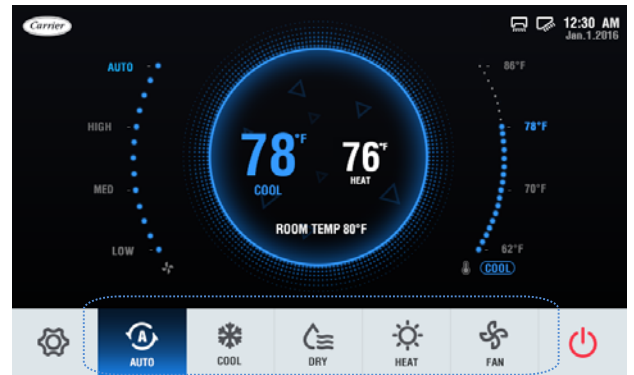 Carrier
12:30 AM
Jan.1.2016
AUTO
HIGH
MED
LOW
78°F
COOL
76°F
HEAT
ROOM TEMP 80°F
86°F
78°F
70°F
62°F
COOL
A
AUTO
COOL
DRY
HEAT
FAN